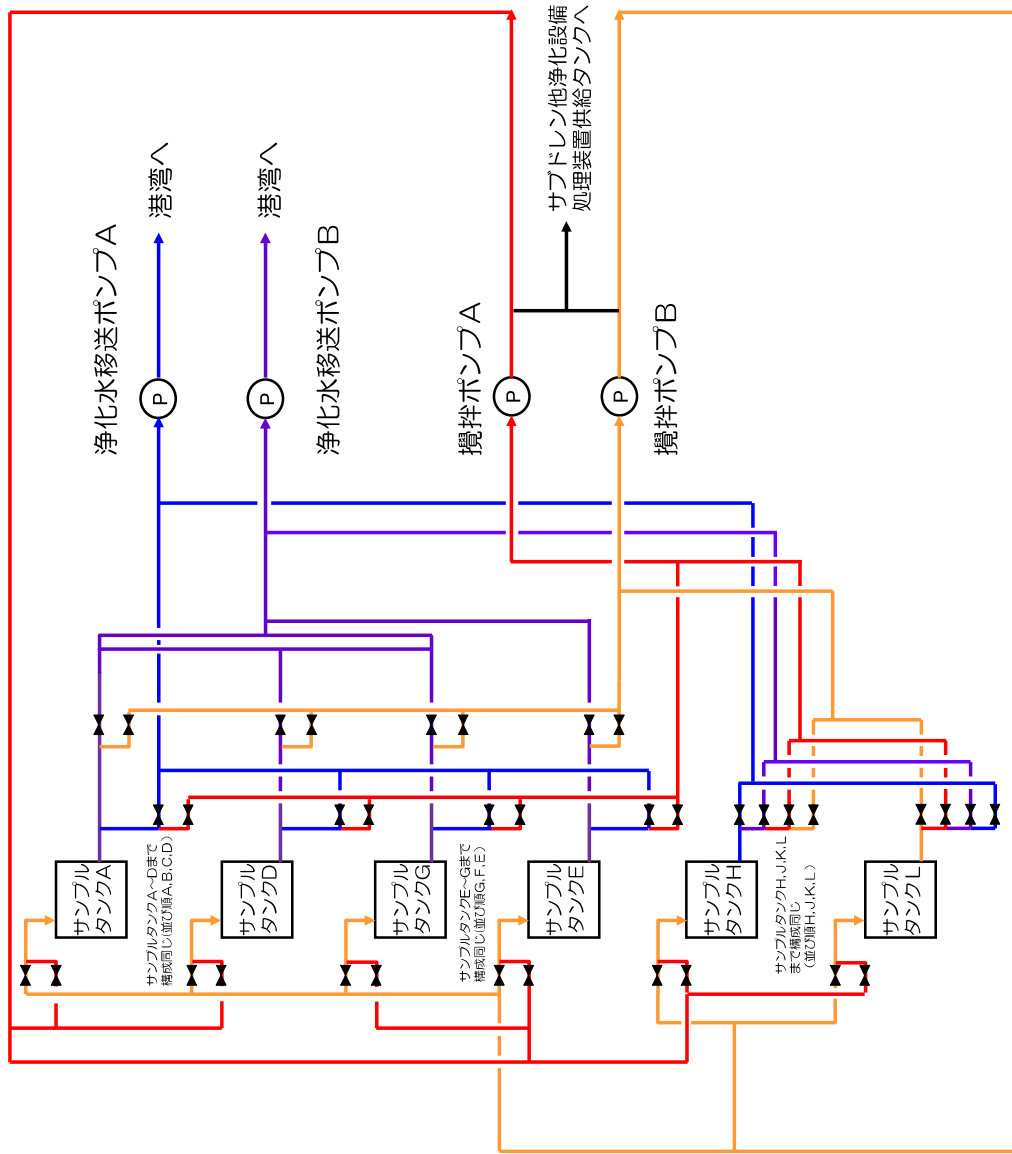 浄化水移送ポンプA
港湾へ
P
浄化水移送ポンプB
港湾へ
P
攪拌ポンプA
P
サブドレン他浄化設備
処理装置供給タンクへ
攪拌ポンプB
P
サンプル
タンクA
サンプルタンクA~Dまで
構成同じ(並び順A,B,C,D)
サンプル
タンクD
サンプル
タンクG
サンプルタンクE~Gまで
構成同じ(並び順G,F,E)
サンプル
タンクE
サンプル
タンクH
サンプルタンクH,J,K,L
まで構成同じ
(並び順H,J,K,L)
サンプル
タンクL